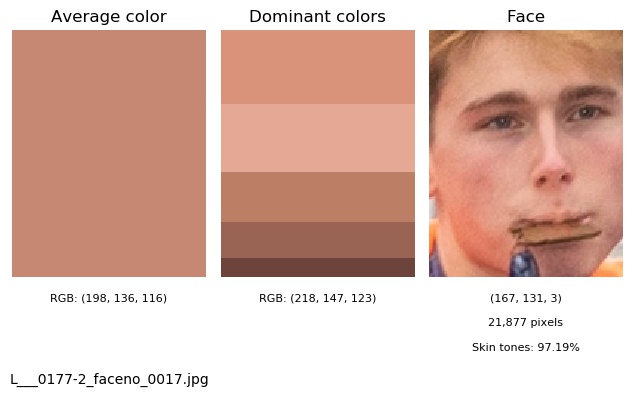 Average color
Dominant colors
Face
RGB: (198, 136, 116)
RGB: (218, 147, 123)
(167, 131, 3)
21,877 pixels
Skin tones: 97.19%
L___0177-2_faceno_0017.jpg